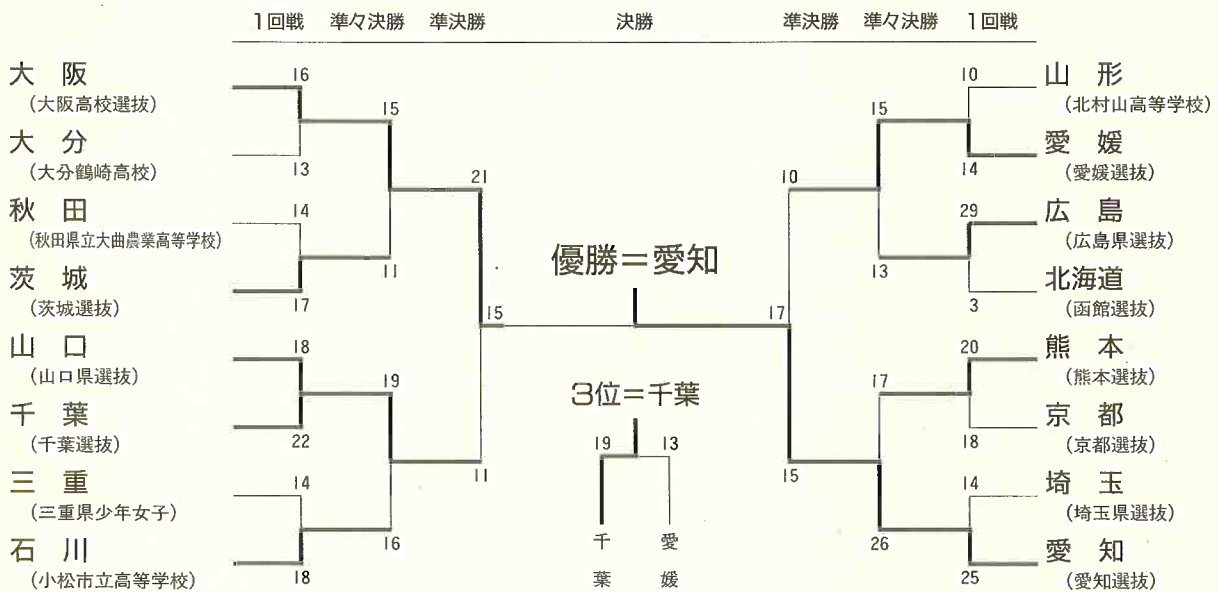 1回戦 準々決勝 準決勝 決勝 準決勝 準々決勝 1回戦
大阪
(大阪高校選抜)
16
大分
(大分鶴崎高校)
13
15
秋田
(秋田県立大曲農業高等学校)
14
茨城
(茨城選抜)
17
11
21
山口
(山口県選抜)
18
千葉
(千葉選抜)
22
19
三重
(三重県少年女子)
14
石川
(小松市立高等学校)
18
16
11
15
優勝=愛知
17
3位=千葉
19 13
千葉
愛媛
10
山形
(北村山高等学校)
15
14
愛媛
(愛媛選抜)
10
29
広島
(広島県選抜)
13
3
北海道
(函館選抜)
20
熊本
(熊本選抜)
17
18
京都
(京都選抜)
15
14
埼玉
(埼玉県選抜)
26
25
愛知
(愛知選抜)